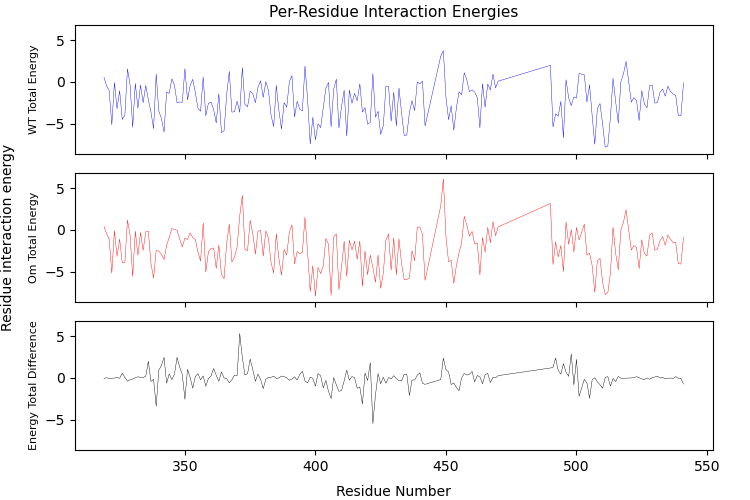 Per-Residue Interaction Energies
Residue interaction energy
WT Total Energy
5
0
−5
Om Total Energy
5
0
−5
Energy Total Difference
5
0
−5
350 400 450 500 550
Residue Number